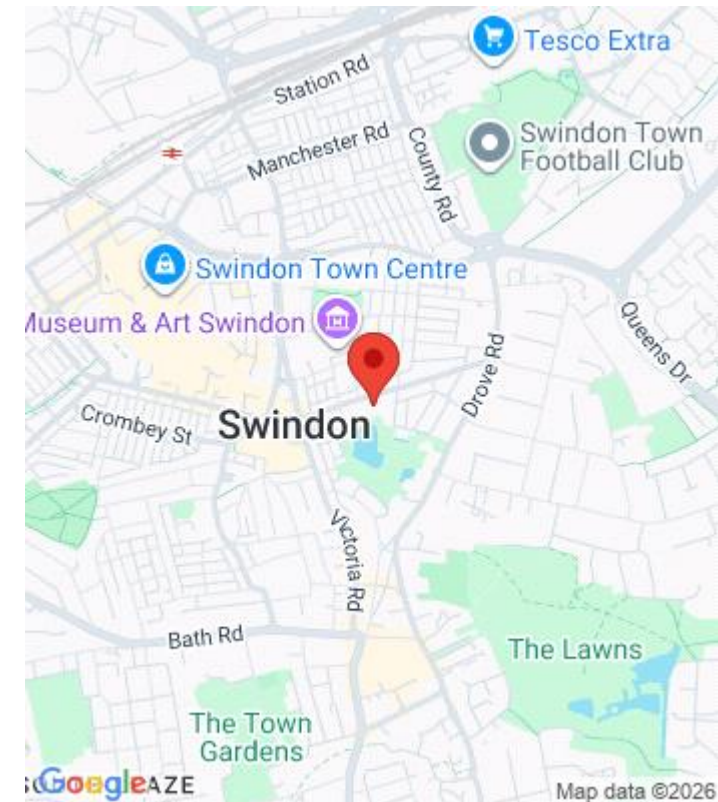 Tesco Extra
Station Rd
Manchester Rd
County Rd
Swindon Town
Football Club
Swindon Town Centre
Museum & Art Swindon
Queens Dr
Drove Rd
Crombey St
Swindon
Victoria Rd
Bath Rd
The Lawns
The Town
Gardens
Google
AZE
Map data ©2026